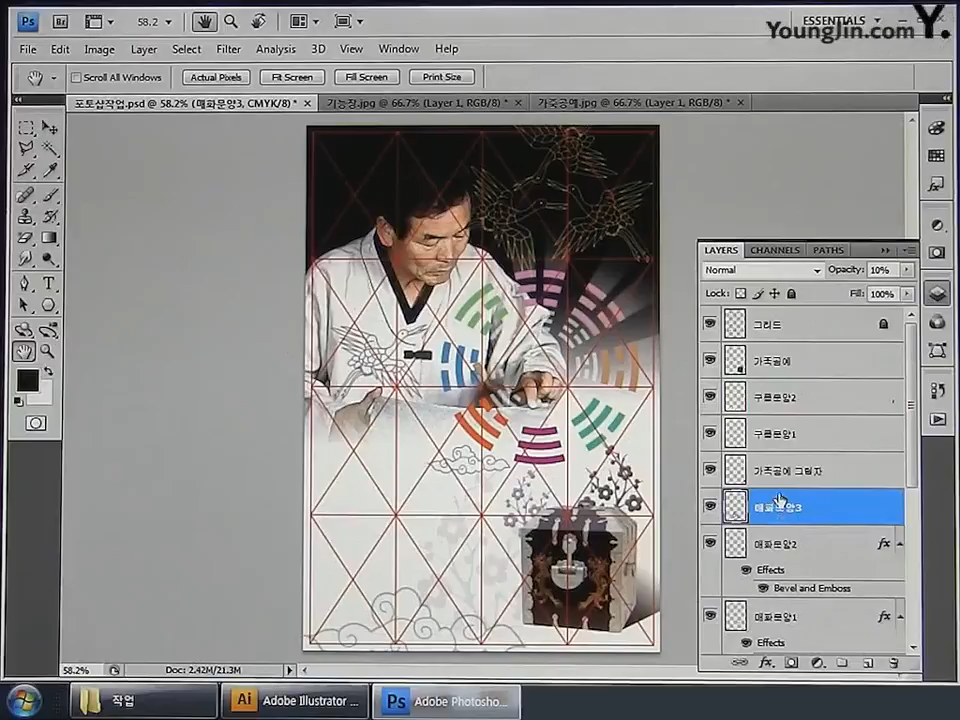 Ps
Br
58.2
ESSENTIALS
YoungJin.com
Y.
File Edit Image Layer Select Filter Analysis 3D View Window Help
Scroll All Windows
Actual Pixels
Fit Screen
Fill Screen
Print Size
포토샵작업.psd @ 58.2% (매화문양3, CMYK/8) *
기능장.jpg @ 66.7% (Layer 1, RGB/8) *
가죽공예.jpg @ 66.7% (Layer 1, RGB/8) *
LAYERS CHANNELS PATHS
Normal
Opacity: 10%
Lock:
Fill: 100%
그리드
가죽공예
구름문양2
구름문양1
가죽공예 그림자
매화문양3
매화문양2
fx
Effects
Bevel and Emboss
매화문양1
fx
Effects
58.2%
Doc: 2.42M/21.3M
작업
Ai Adobe Illustrator ...
Ps Adobe Photosho...